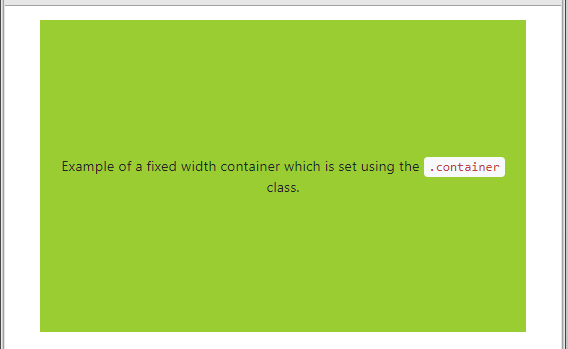 Example of a fixed width container which is set using the .container
class.